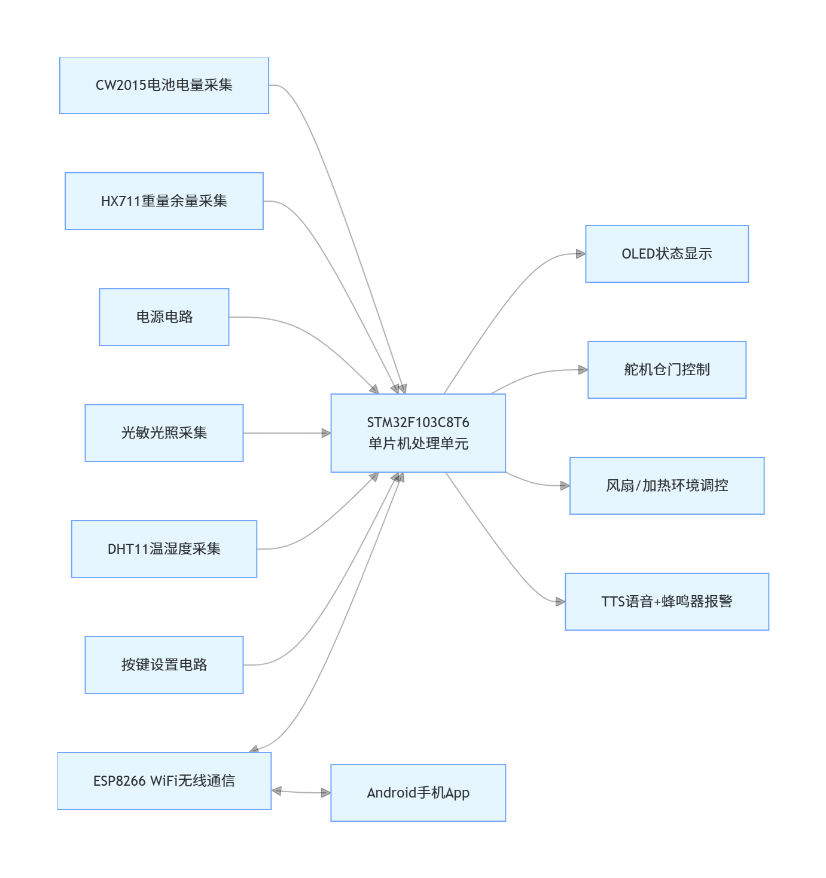 CW2015电池电量采集
HX711重量余量采集
电源电路
光敏光照采集
DHT11温湿度采集
按键设置电路
ESP8266 WiFi无线通信
STM32F103C8T6
单片机处理单元
Android手机App
OLED状态显示
舵机仓门控制
风扇/加热环境调控
TTS语音+蜂鸣器报警